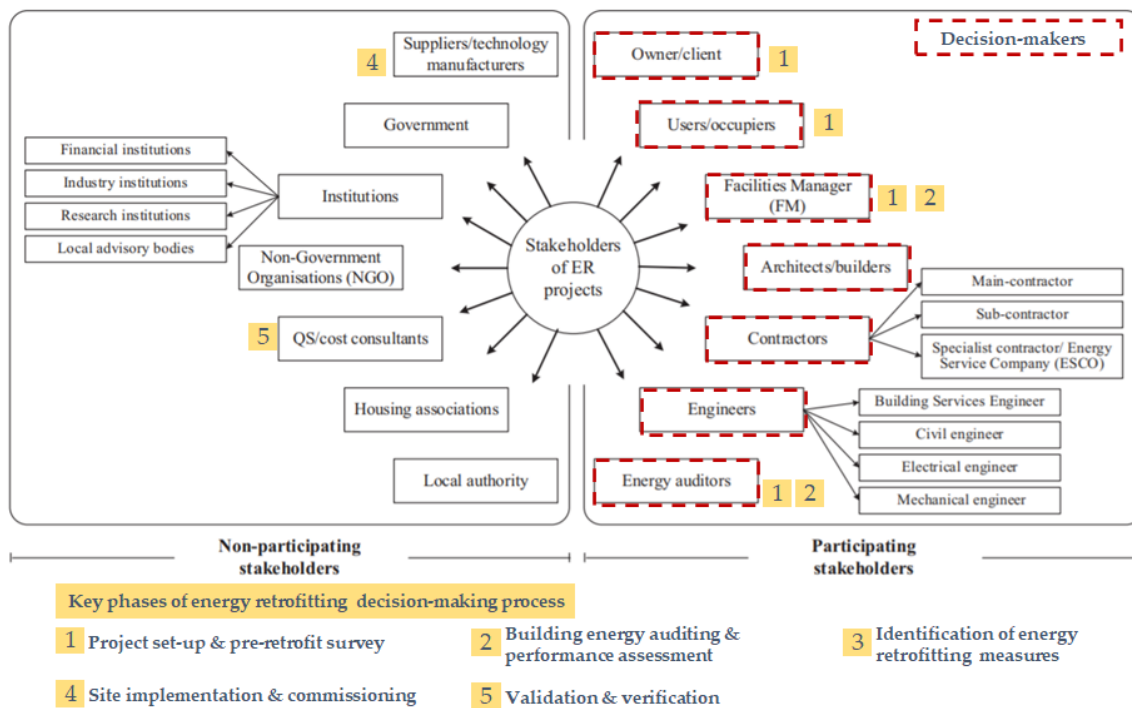 Suppliers/technology
manufacturers
4
Government
Financial institutions
Industry institutions
Research institutions
Local advisory bodies
Institutions
Non-Government
Organisations (NGO)
5
QS/cost consultants
Housing associations
Local authority
Stakeholders
of ER
projects
Decision-makers
Owner/client
1
Users/occupiers
1
Facilities Manager
(FM)
1 2
Architects/builders
Contractors
Main-contractor
Sub-contractor
Specialist contractor/ Energy
Service Company (ESCO)
Engineers
Building Services Engineer
Civil engineer
Electrical engineer
Mechanical engineer
Energy auditors
1 2
Non-participating
stakeholders
Participating
stakeholders
Key phases of energy retrofitting decision-making process
1 Project set-up & pre-retrofit survey
2 Building energy auditing &
performance assessment
3 Identification of energy
retrofitting measures
4 Site implementation & commissioning
5 Validation & verification